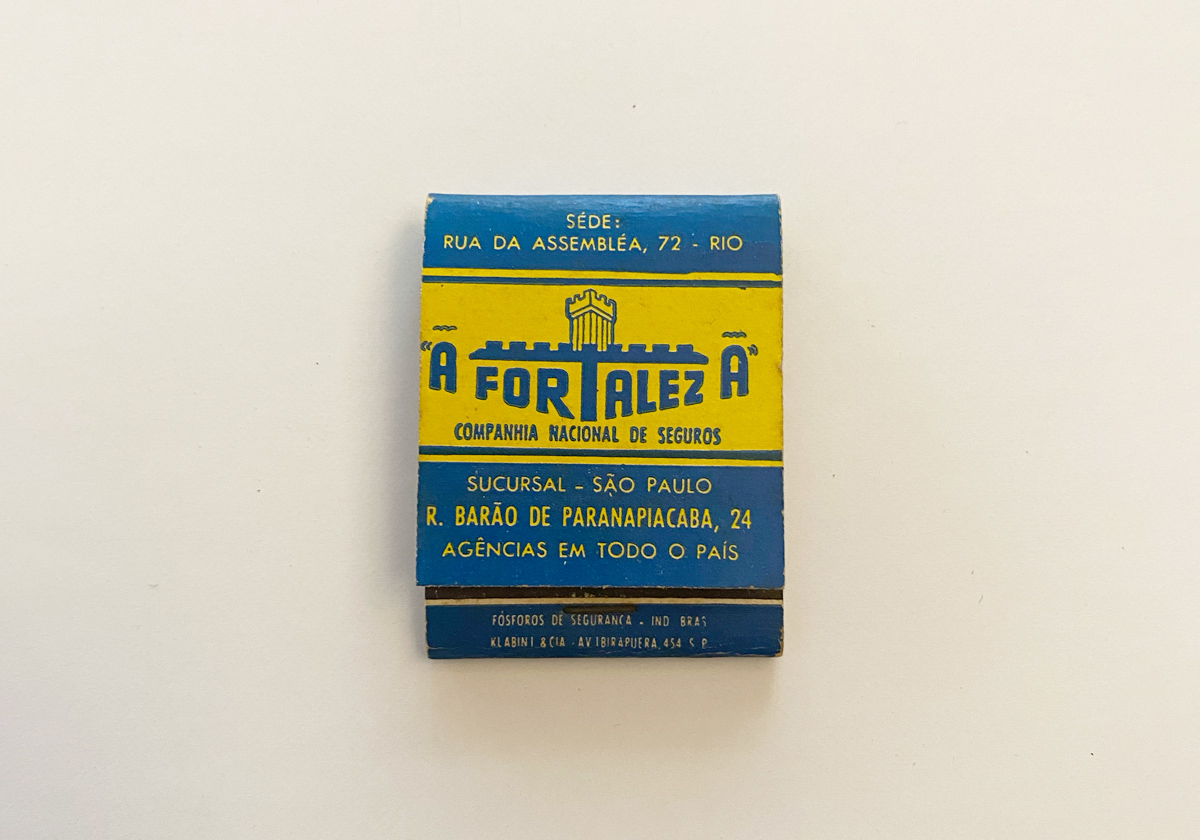 SÉDE:
RUA DA ASSEMBLÉA, 72 - RIO
"A FORTALEZA"
COMPANHIA NACIONAL DE SEGUROS
SUCURSAL - SÃO PAULO
R. BARÃO DE PARANAPIACABA, 24
AGÊNCIAS EM TODO O PAÍS
FÓSFOROS DE SEGURANÇA - IND BRAS
KLABIN I & CIA - AV IBIRAPUERA, 454 S P